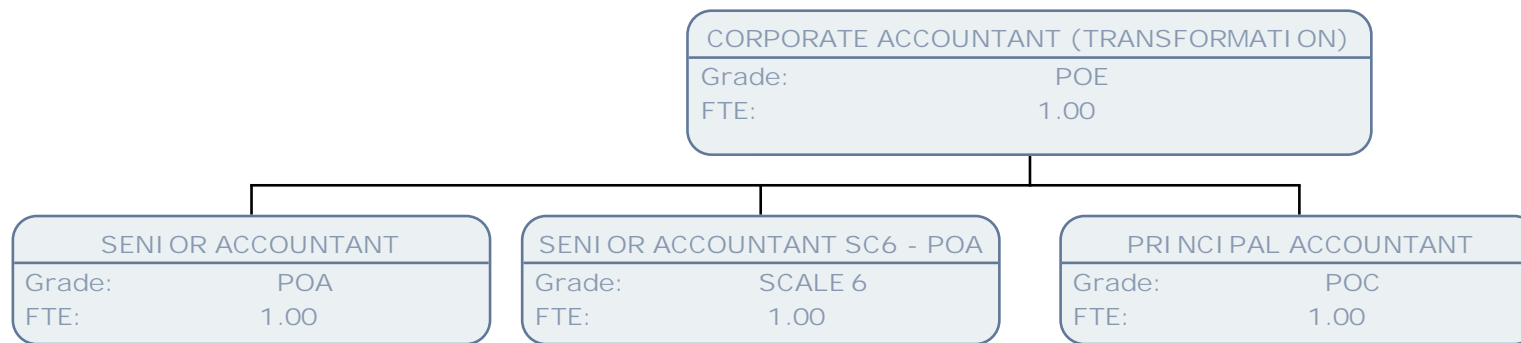 CORPORATE ACCOUNTANT (TRANSFORMATION)
Grade: POE
FTE: 1.00
SENIOR ACCOUNTANT
Grade: POA
FTE: 1.00
SENIOR ACCOUNTANT SC6 - POA
Grade: SCALE 6
FTE: 1.00
PRINCIPAL ACCOUNTANT
Grade: POC
FTE: 1.00